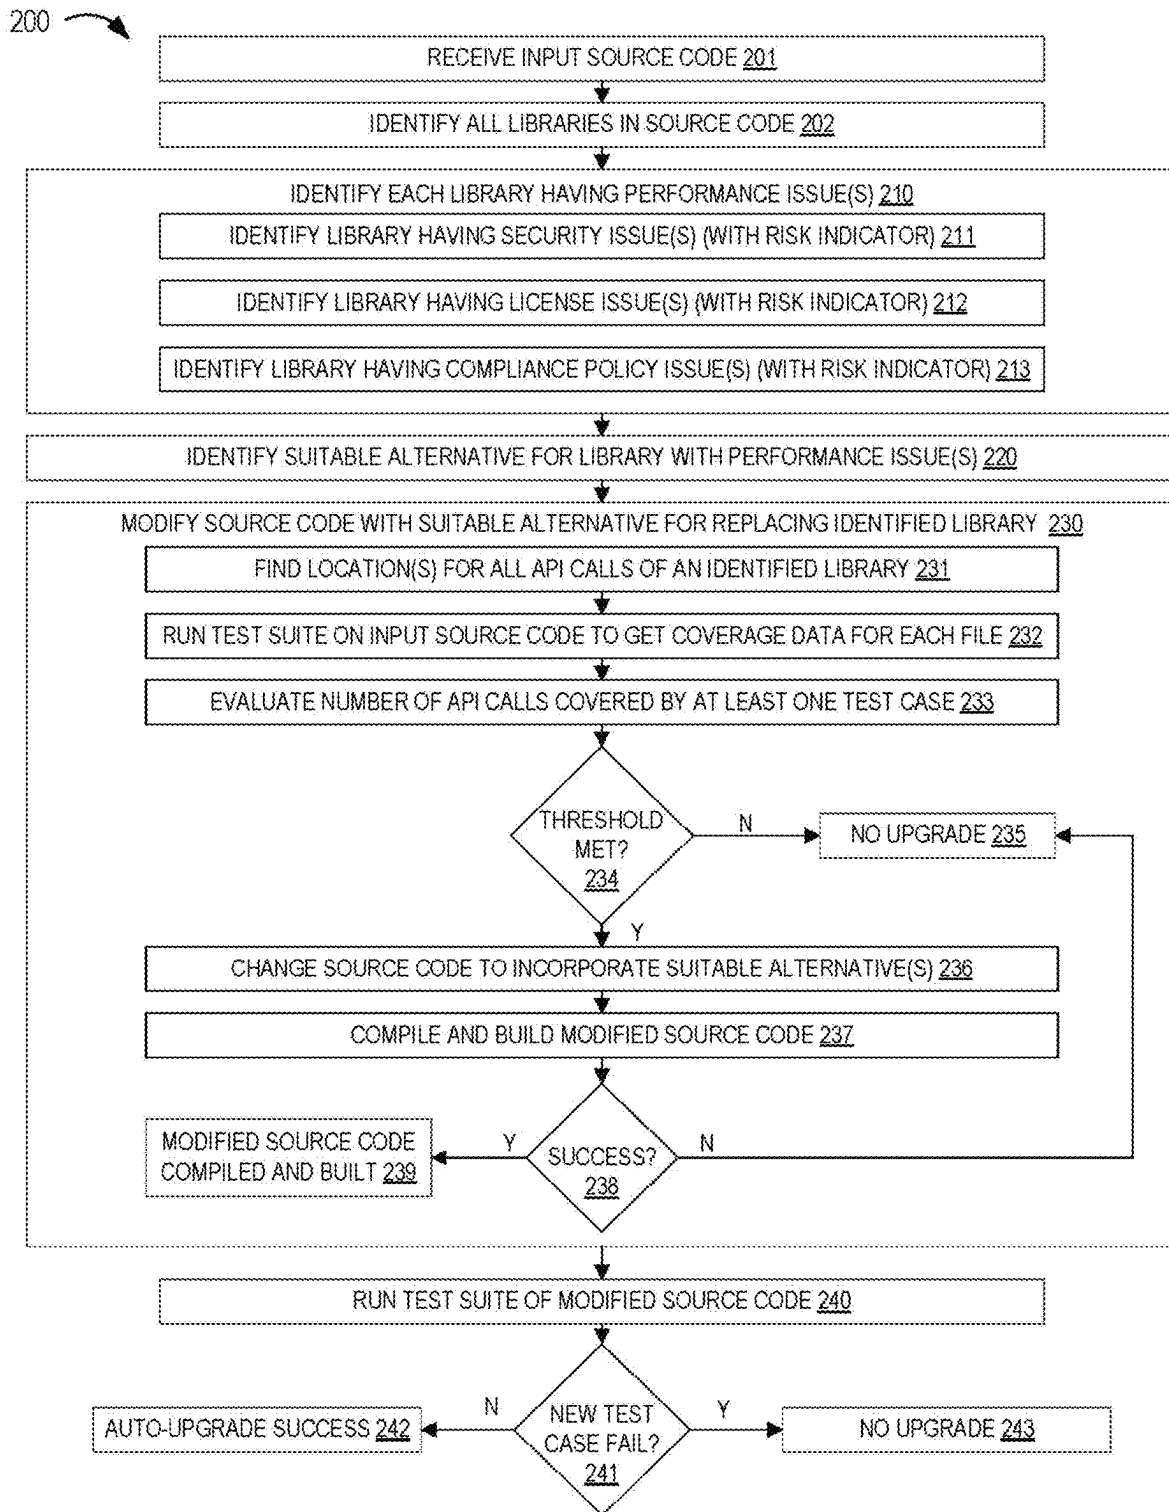 200
RECEIVE INPUT SOURCE CODE 201
IDENTIFY ALL LIBRARIES IN SOURCE CODE 202
IDENTIFY EACH LIBRARY HAVING PERFORMANCE ISSUE(S) 210
IDENTIFY LIBRARY HAVING SECURITY ISSUE(S) (WITH RISK INDICATOR) 211
IDENTIFY LIBRARY HAVING LICENSE ISSUE(S) (WITH RISK INDICATOR) 212
IDENTIFY LIBRARY HAVING COMPLIANCE POLICY ISSUE(S) (WITH RISK INDICATOR) 213
IDENTIFY SUITABLE ALTERNATIVE FOR LIBRARY WITH PERFORMANCE ISSUE(S) 220
MODIFY SOURCE CODE WITH SUITABLE ALTERNATIVE FOR REPLACING IDENTIFIED LIBRARY 230
FIND LOCATION(S) FOR ALL API CALLS OF AN IDENTIFIED LIBRARY 231
RUN TEST SUITE ON INPUT SOURCE CODE TO GET COVERAGE DATA FOR EACH FILE 232
EVALUATE NUMBER OF API CALLS COVERED BY AT LEAST ONE TEST CASE 233
THRESHOLD
MET?
234
N
NO UPGRADE 235
Y
CHANGE SOURCE CODE TO INCORPORATE SUITABLE ALTERNATIVE(S) 236
COMPILE AND BUILD MODIFIED SOURCE CODE 237
MODIFIED SOURCE CODE
COMPILED AND BUILT 239
Y
SUCCESS?
238
N
RUN TEST SUITE OF MODIFIED SOURCE CODE 240
AUTO-UPGRADE SUCCESS 242
N
NEW TEST
CASE FAIL?
241
Y
NO UPGRADE 243